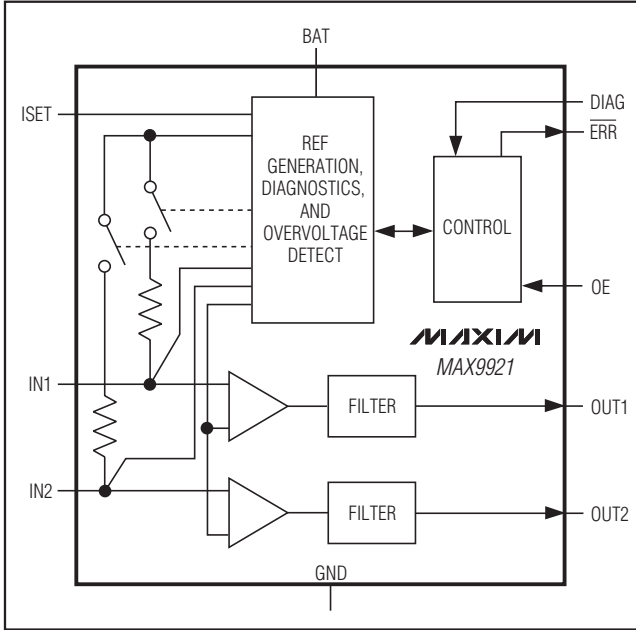 BAT
ISET
DIAG
ERR
REF
GENERATION,
DIAGNOSTICS,
AND
OVERVOLTAGE
DETECT
CONTROL
OE
MAXIM
MAX9921
IN1
FILTER
OUT1
IN2
FILTER
OUT2
GND